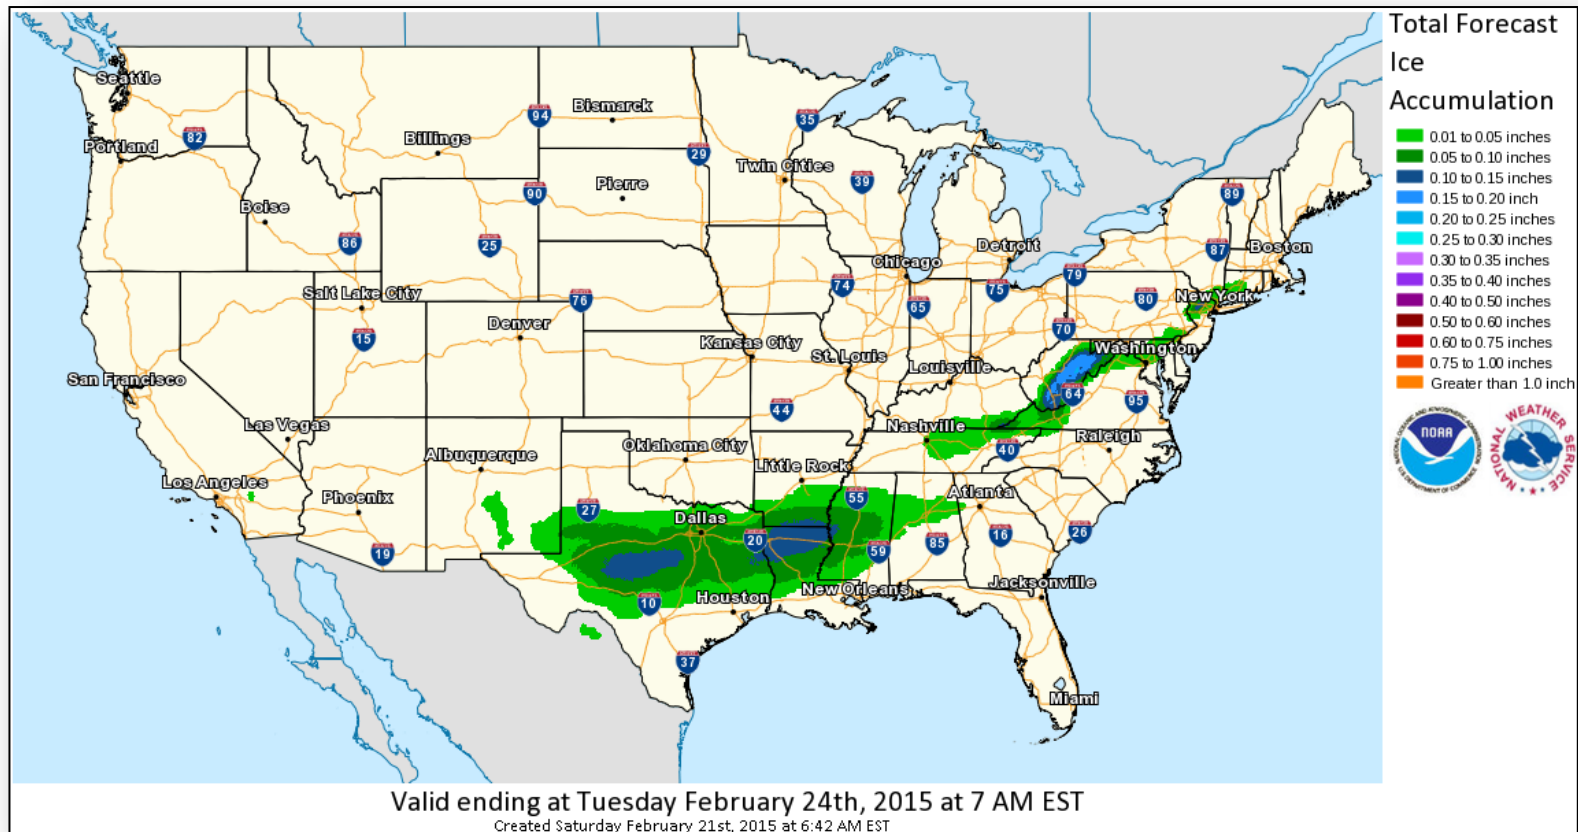 Total Forecast
Ice
Accumulation
0.01 to 0.05 inches
0.05 to 0.10 inches
0.10 to 0.15 inches
0.15 to 0.20 inch
0.20 to 0.25 inches
0.25 to 0.30 inches
0.30 to 0.35 inches
0.35 to 0.40 inches
0.40 to 0.50 inches
0.50 to 0.60 inches
0.60 to 0.75 inches
0.75 to 1.00 inches
Greater than 1.0 inch
NOAA
NATIONAL WEATHER SERVICE
Seattle
94
Bismarck
35
82
Billings
Portland
29
Twin Cities
39
Pierre
90
89
Boise
86
25
Detroit
87
Boston
Chicago
79
74
75
Salt Lake City
76
65
80
New York
Denver
15
70
Kansas City
St. Louis
Washington
Louisville
San Francisco
64
95
44
Las Vegas
Nashville
Raleigh
Oklahoma City
40
Albuquerque
Little Rock
Los Angeles
Phoenix
55
Atlanta
27
Dallas
20
16
26
19
59
85
Jacksonville
New Orleans
10
Houston
37
Miami
Valid ending at Tuesday February 24th, 2015 at 7 AM EST
Created Saturday February 21st, 2015 at 6:42 AM EST